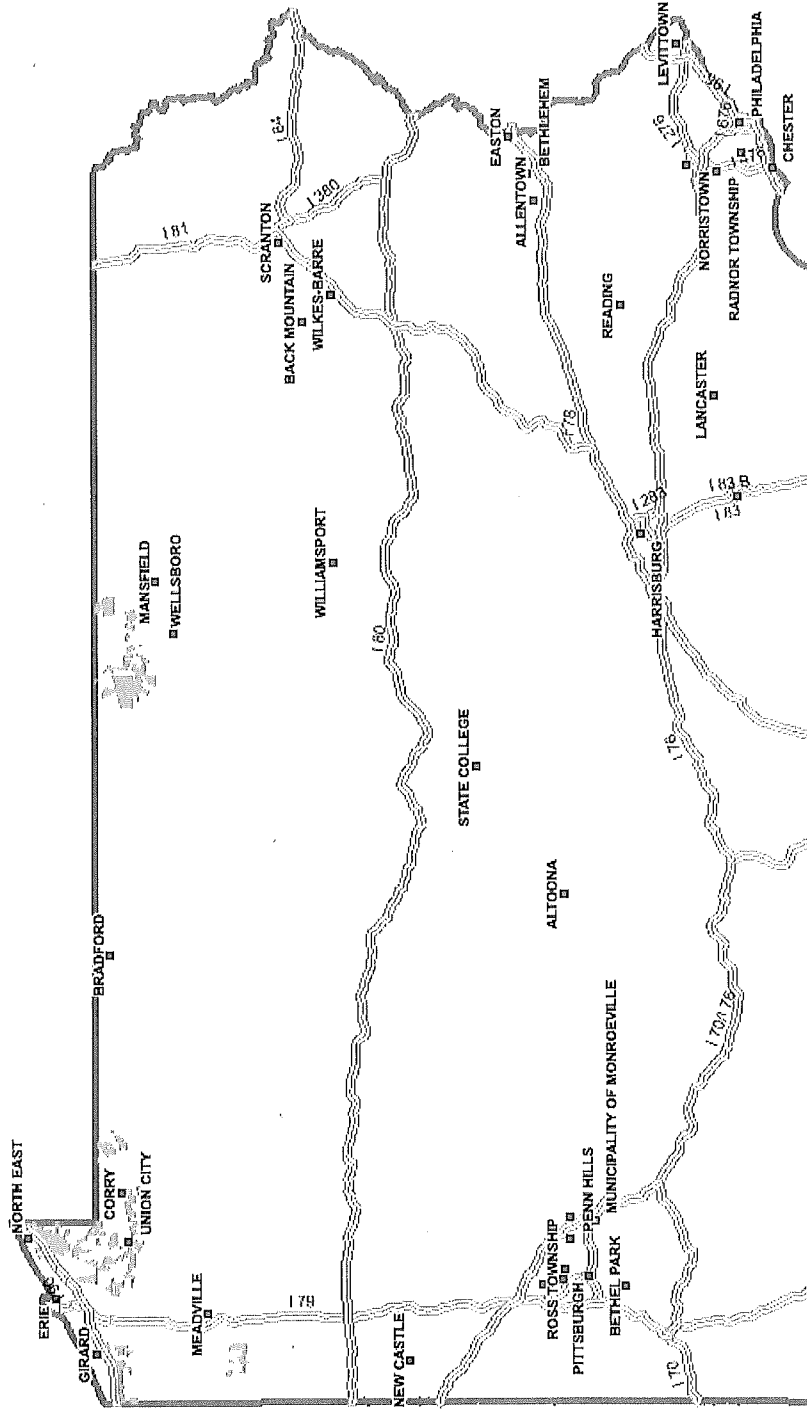 NORTH EAST
ERIE
GIRARD
CORRY
UNION CITY
MEADVILLE
BRADFORD
MANSFIELD
WELLSBORO
I 81
I 84
SCRANTON
I 380
BACK MOUNTAIN
WILKES-BARRE
I 79
NEW CASTLE
WILLIAMSPORT
STATE COLLEGE
ALTOONA
EASTON
BETHLEHEM
ALLENTOWN
I 78
READING
ROSS TOWNSHIP
PITTSBURGH
PENN HILLS
MUNICIPALITY OF MONROEVILLE
BETHEL PARK
I 70
I 70/I 76
I 76
HARRISBURG
I 283
I 83
I 83 B
LANCASTER
NORRISTOWN
RADNOR TOWNSHIP
I 276
LEVITTOWN
I 95
I 676
PHILADELPHIA
CHESTER